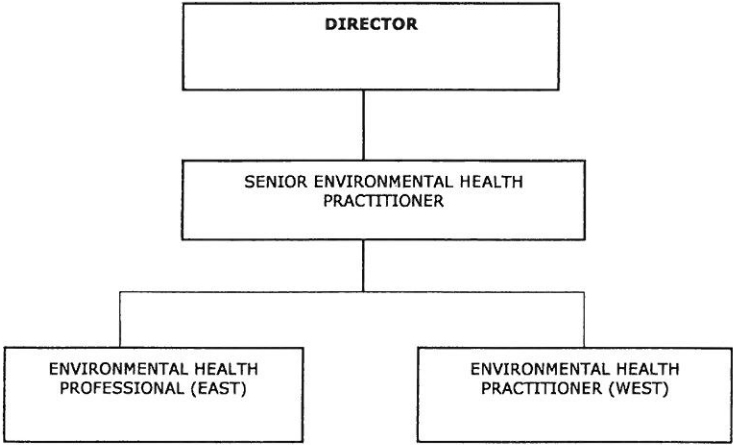 DIRECTOR
SENIOR ENVIRONMENTAL HEALTH
PRACTITIONER
ENVIRONMENTAL HEALTH
PROFESSIONAL (EAST)
ENVIRONMENTAL HEALTH
PRACTITIONER (WEST)